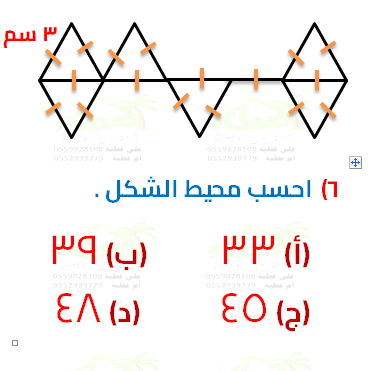 ٣ سم
علي عطية 0559828108 علي عطية 0559828108
أم عطية 0552939779 أم عطية 0552939779
٦) احسب محيط الشكل .
(أ) ٣٣ (ب) ٣٩
علي عطية 0559828108 علي عطية 0559828108
أم عطية 0552939779 أم عطية 0552939779
(ج) ٤٥ (د) ٤٨